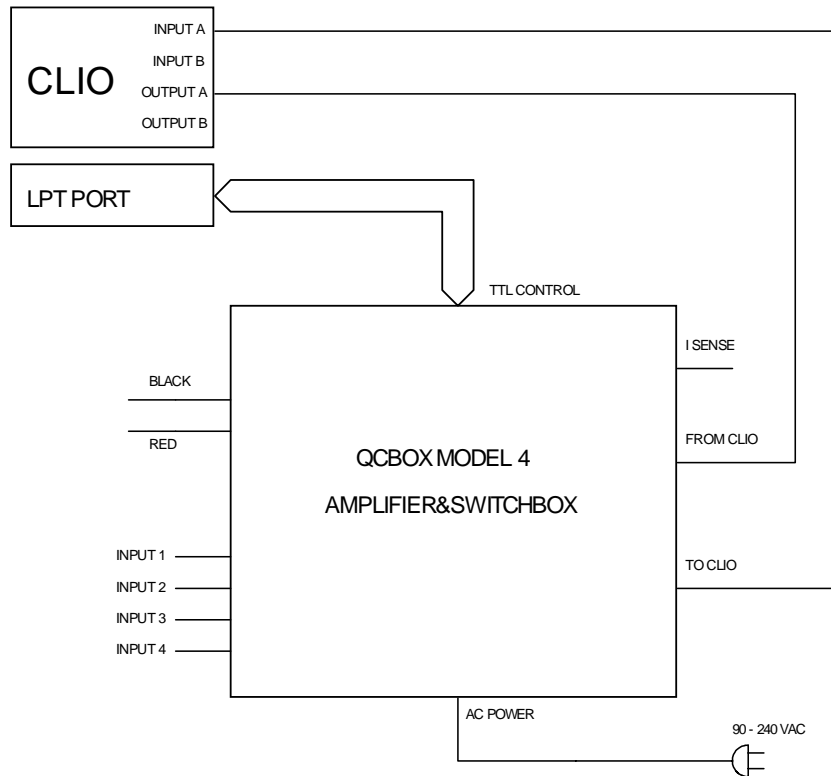 INPUT A
INPUT B
CLIO
OUTPUT A
OUTPUT B
LPT PORT
TTL CONTROL
I SENSE
BLACK
RED
FROM CLIO
QCBOX MODEL 4
AMPLIFIER&SWITCHBOX
INPUT 1
TO CLIO
INPUT 2
INPUT 3
INPUT 4
AC POWER
90 - 240 VAC